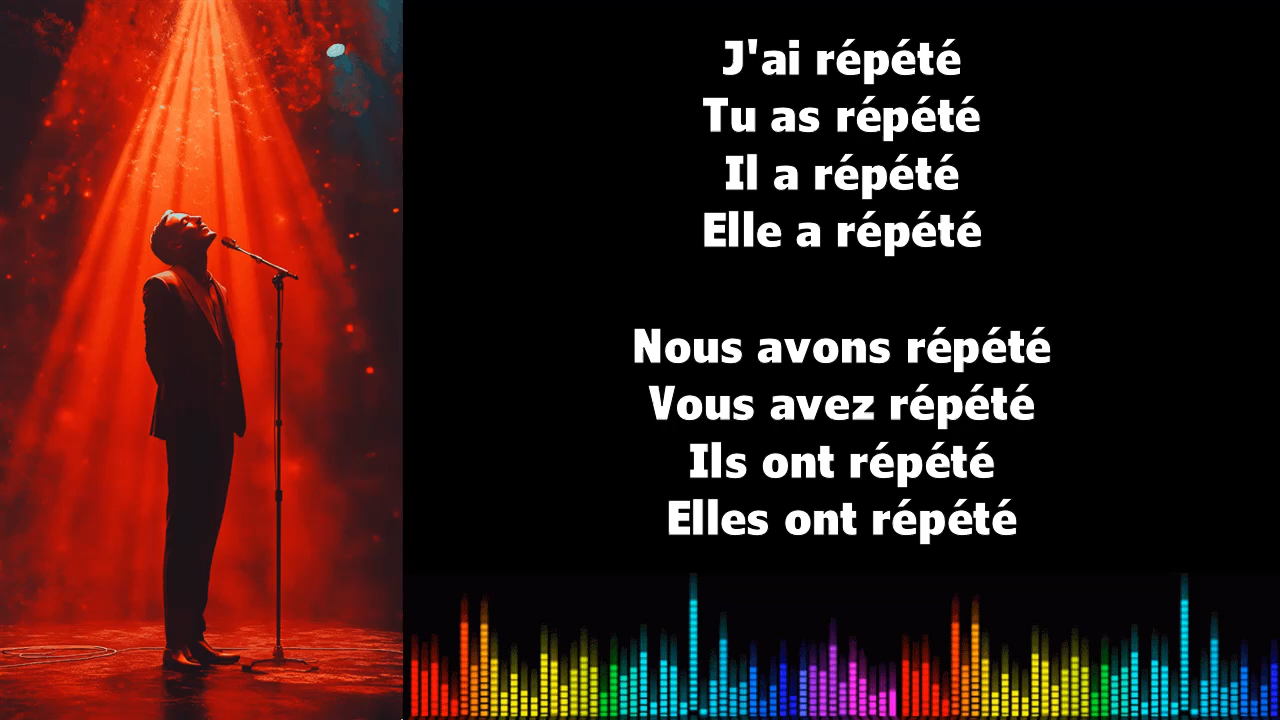 J'ai répété
Tu as répété
Il a répété
Elle a répété
Nous avons répété
Vous avez répété
Ils ont répété
Elles ont répété